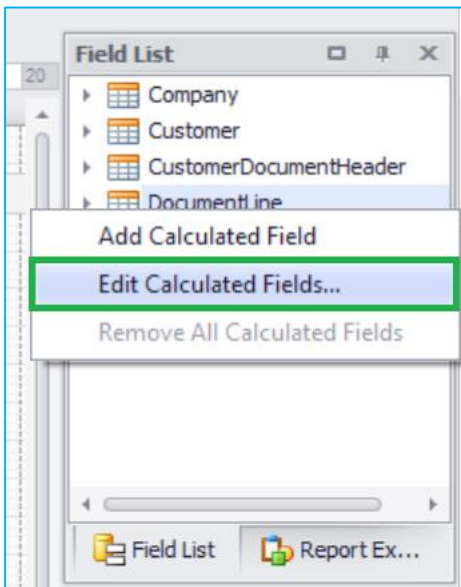 Field List
20
Company
Customer
CustomerDocumentHeader
DocumentLine
Add Calculated Field
Edit Calculated Fields...
Remove All Calculated Fields
Field List
Report Ex...